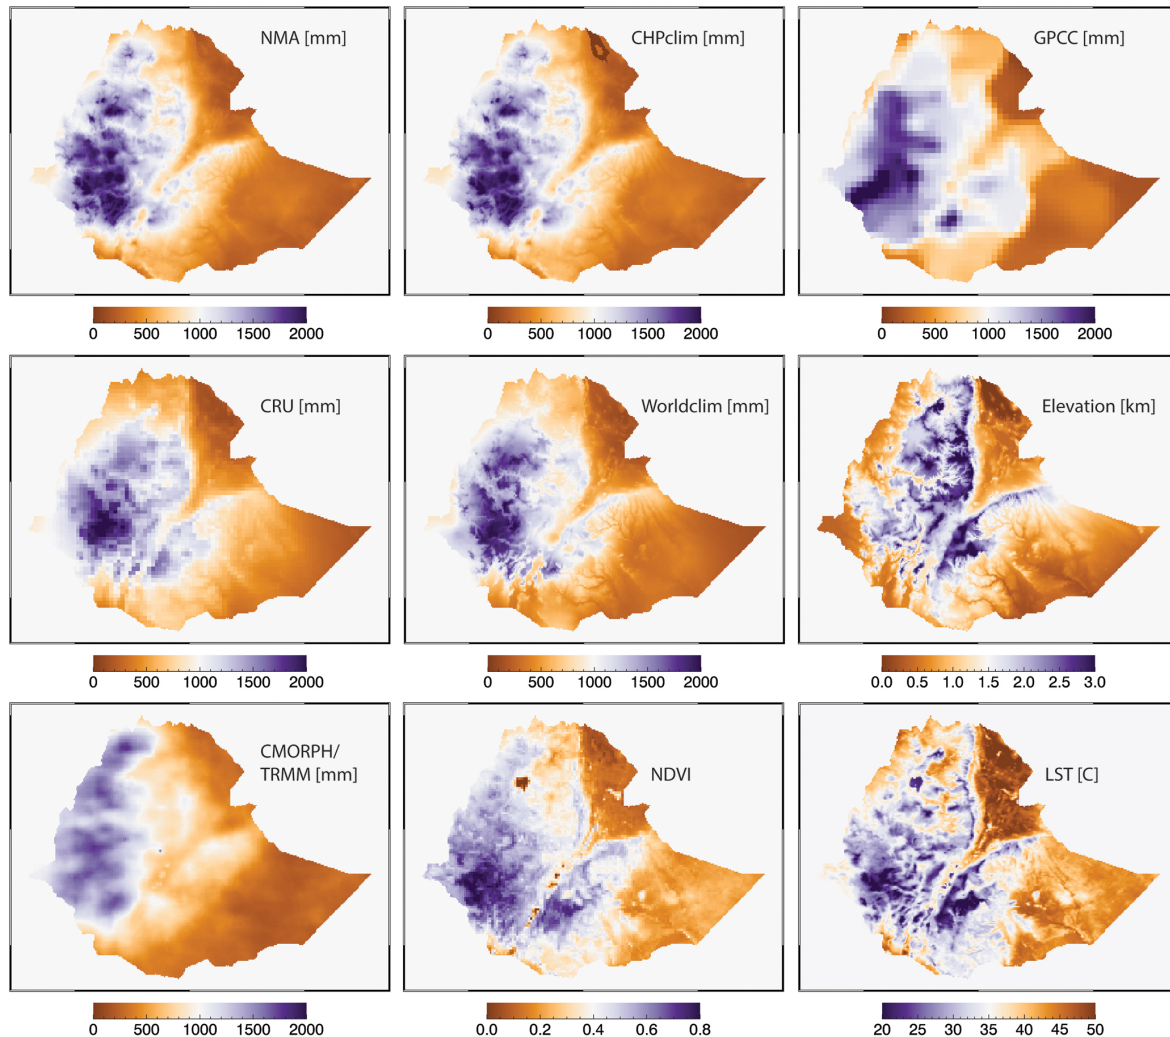 NMA [mm]
CHPclim [mm]
GPCC [mm]
0 500 1000 1500 2000
0 500 1000 1500 2000
0 500 1000 1500 2000
CRU [mm]
Worldclim [mm]
Elevation [km]
0 500 1000 1500 2000
0 500 1000 1500 2000
0.0 0.5 1.0 1.5 2.0 2.5 3.0
CMORPH/
TRMM [mm]
NDVI
LST [C]
0 500 1000 1500 2000
0.0 0.2 0.4 0.6 0.8
20 25 30 35 40 45 50